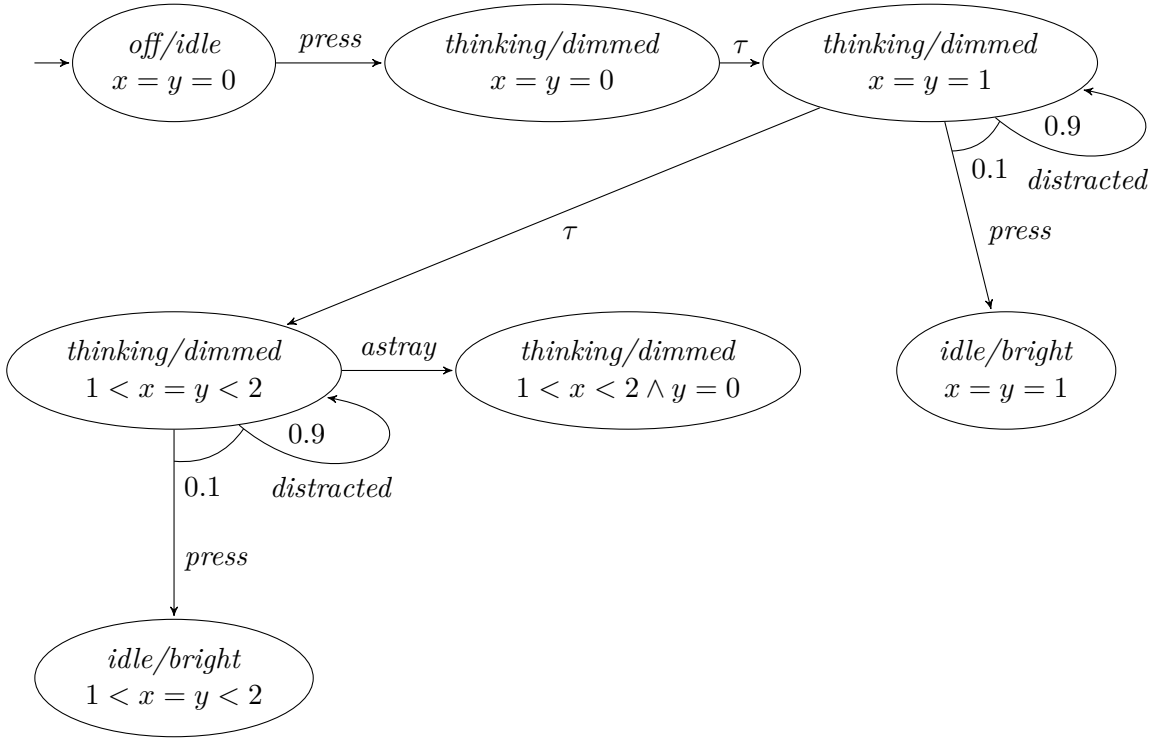 off/idle
x = y = 0
press
thinking/dimmed
x = y = 0
τ
thinking/dimmed
x = y = 1
0.9
0.1
distracted
press
τ
thinking/dimmed
1 < x = y < 2
astray
thinking/dimmed
1 < x < 2 ∧ y = 0
idle/bright
x = y = 1
0.9
0.1
distracted
press
idle/bright
1 < x = y < 2